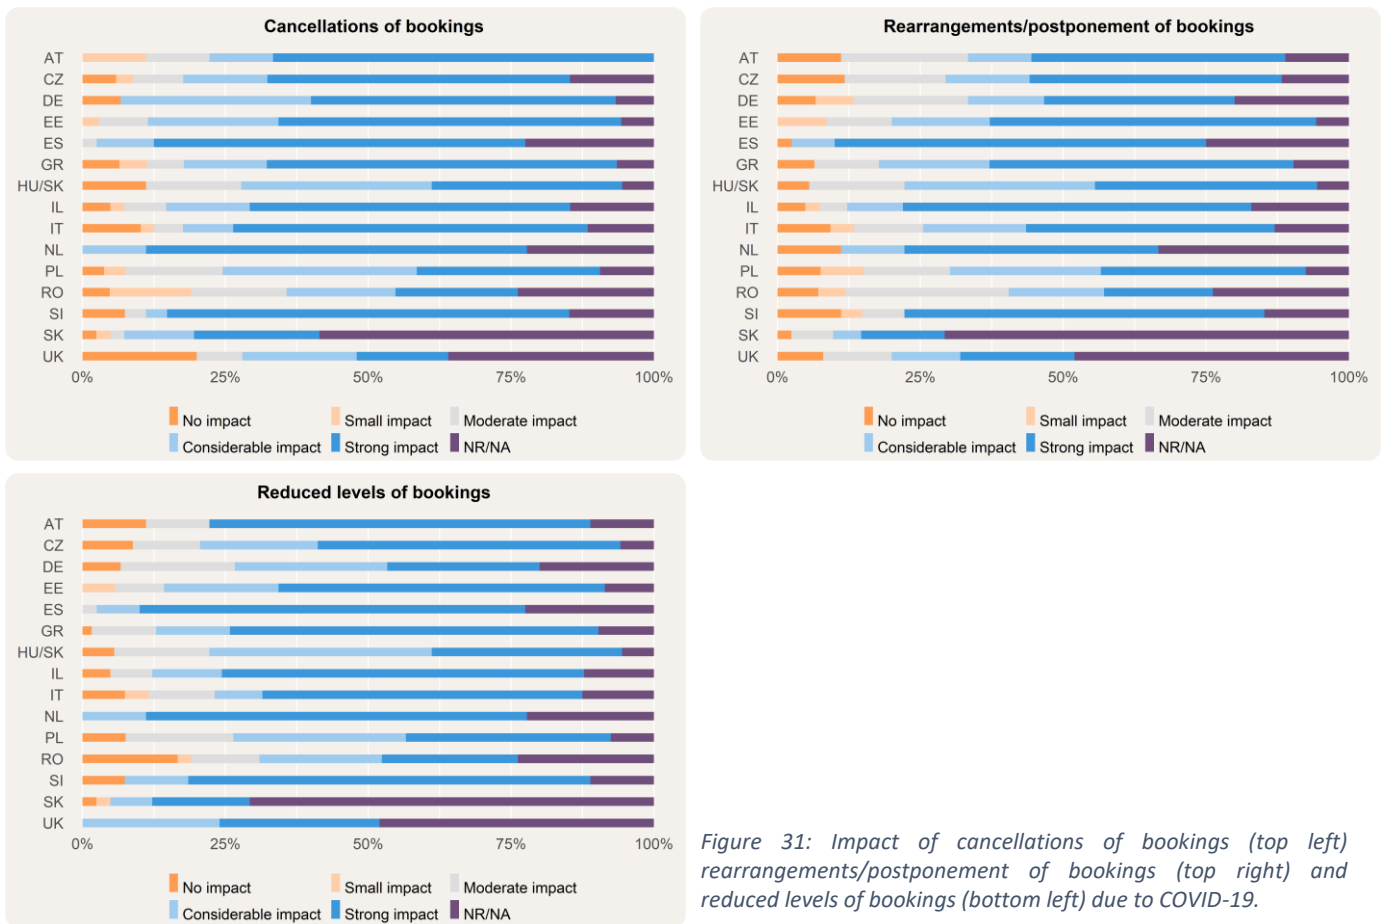 Cancellations of bookings
AT
CZ
DE
EE
ES
GR
HU/SK
IL
IT
NL
PL
RO
SI
SK
UK
0% 25% 50% 75% 100%
No impact Small impact Moderate impact
Considerable impact Strong impact NR/NA
Rearrangements/postponement of bookings
AT
CZ
DE
EE
ES
GR
HU/SK
IL
IT
NL
PL
RO
SI
SK
UK
0% 25% 50% 75% 100%
No impact Small impact Moderate impact
Considerable impact Strong impact NR/NA
Reduced levels of bookings
AT
CZ
DE
EE
ES
GR
HU/SK
IL
IT
NL
PL
RO
SI
SK
UK
0% 25% 50% 75% 100%
No impact Small impact Moderate impact
Considerable impact Strong impact NR/NA
Figure 31: Impact of cancellations of bookings (top left)
rearrangements/postponement of bookings (top right) and
reduced levels of bookings (bottom left) due to COVID-19.